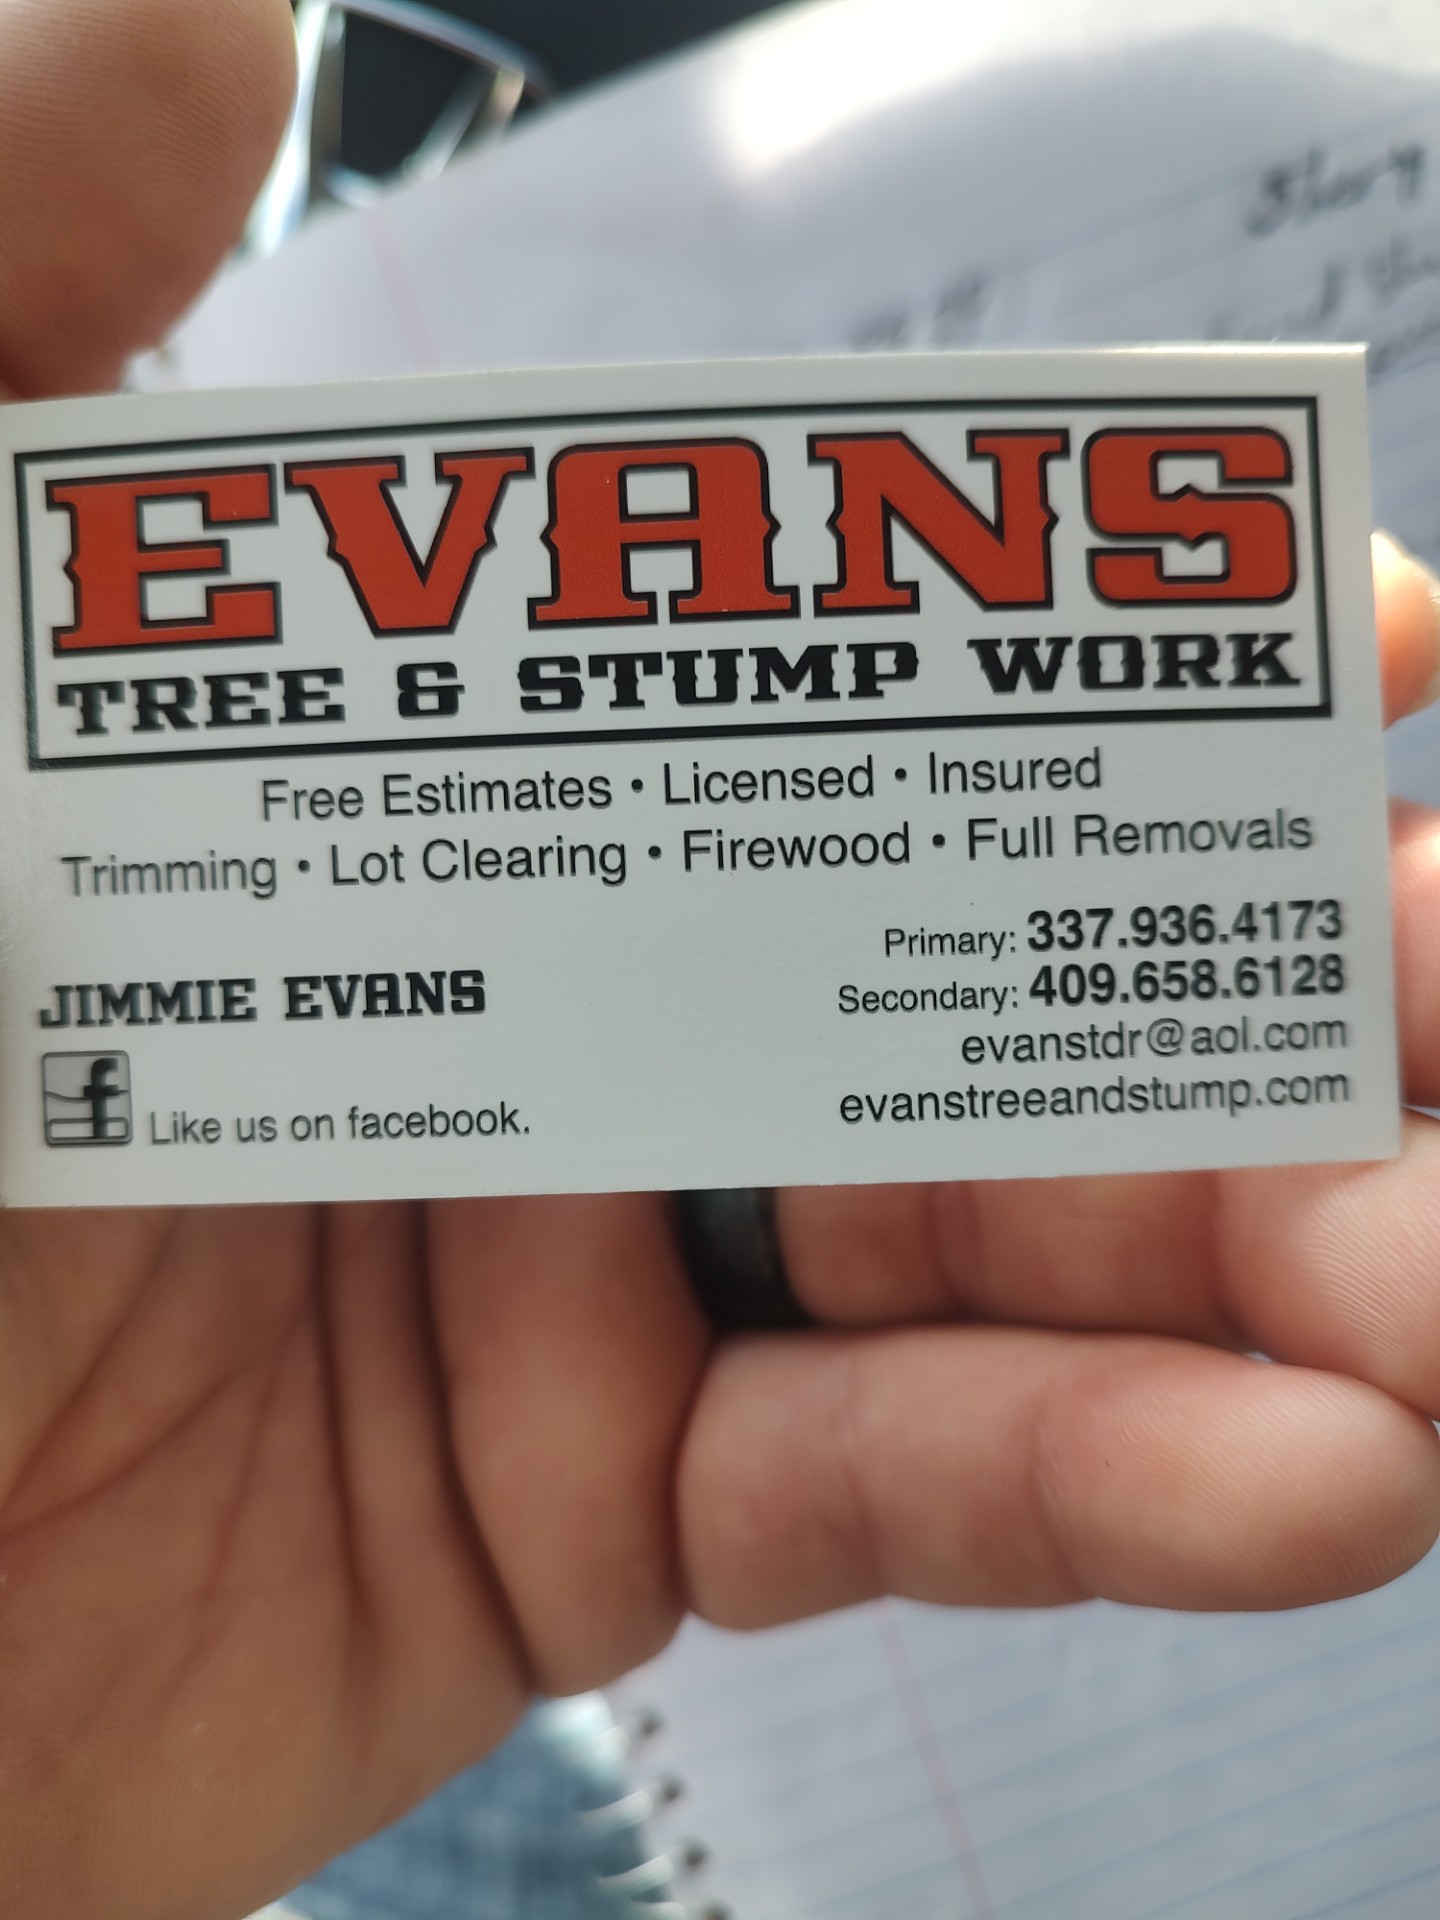 EVANS
TREE & STUMP WORK
Free Estimates • Licensed • Insured
Trimming • Lot Clearing • Firewood • Full Removals
Primary: 337.936.4173
Secondary: 409.658.6128
evanstdr@aol.com
evanstreeandstump.com
JIMMIE EVANS
f Like us on facebook.